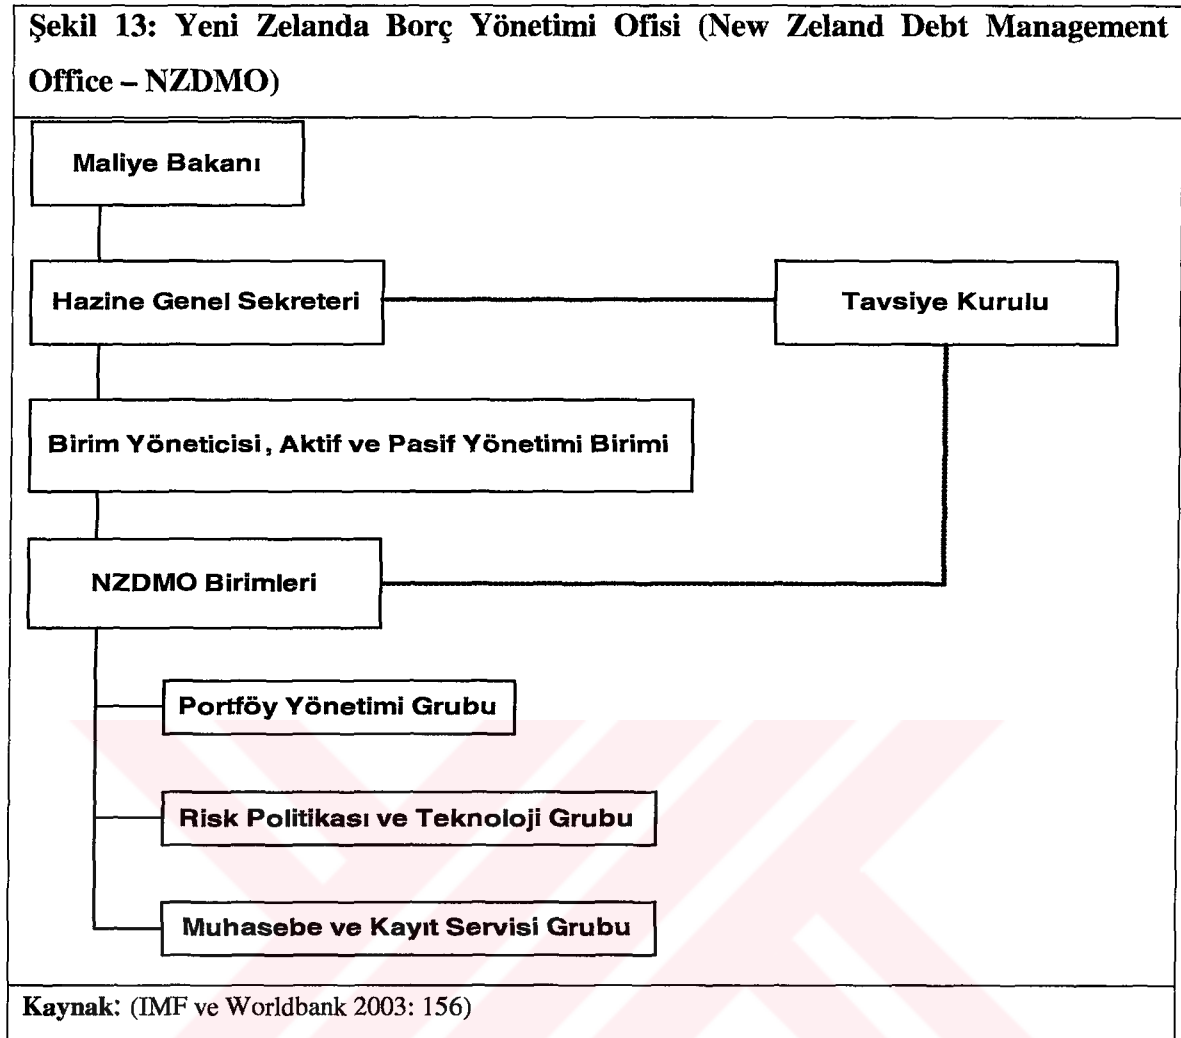 Şekil 13: Yeni Zelanda Borç Yönetimi Ofisi (New Zeland Debt Management
Office – NZDMO)
Maliye Bakanı
Hazine Genel Sekreteri
Tavsiye Kurulu
Birim Yöneticisi, Aktif ve Pasif Yönetimi Birimi
NZDMO Birimleri
Portföy Yönetimi Grubu
Risk Politikası ve Teknoloji Grubu
Muhasebe ve Kayıt Servisi Grubu
Kaynak: (IMF ve Worldbank 2003: 156)